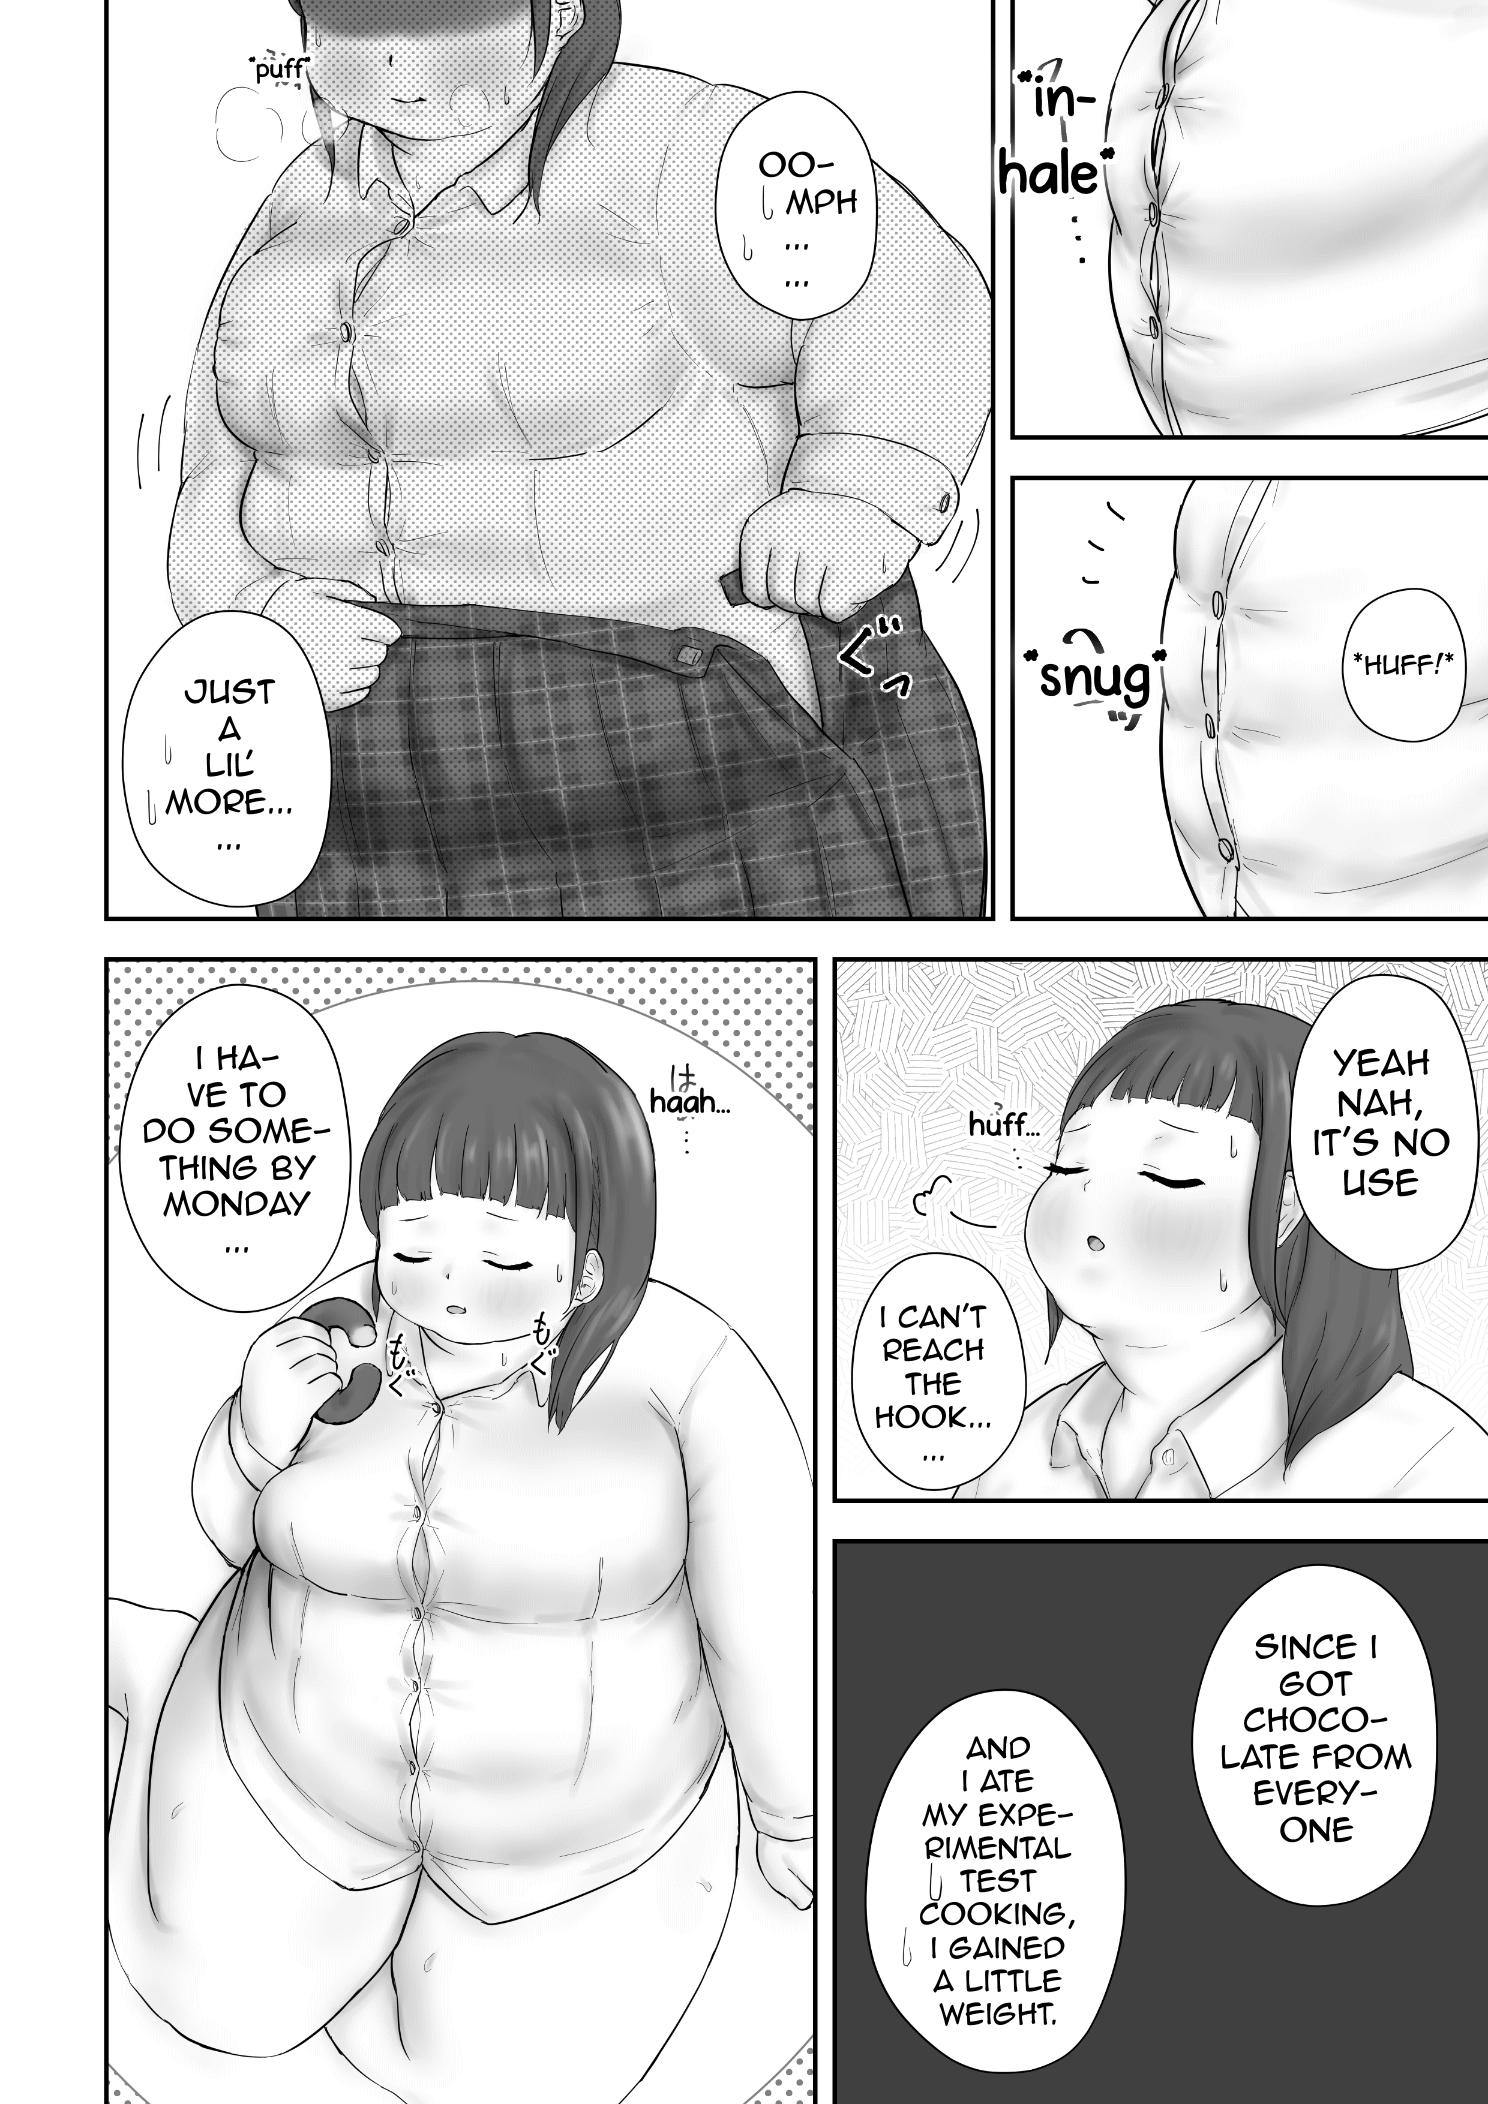 *in-
hale*
*snug*
*HUFF!*
*puff*
OO-
MPH
...
...
ぐっ
JUST
A
LIL'
MORE...
...
YEAH
NAH,
IT'S NO
USE
huff...
I CAN'T
REACH
THE
HOOK...
...
SINCE I
GOT
CHOCO-
LATE FROM
EVERY-
ONE
AND
I ATE
MY EXPE-
RIMENTAL
TEST
COOKING,
I GAINED
A LITTLE
WEIGHT.
は
haah...
I HA-
VE TO
DO SOME-
THING BY
MONDAY
...
もぐ
もぐ